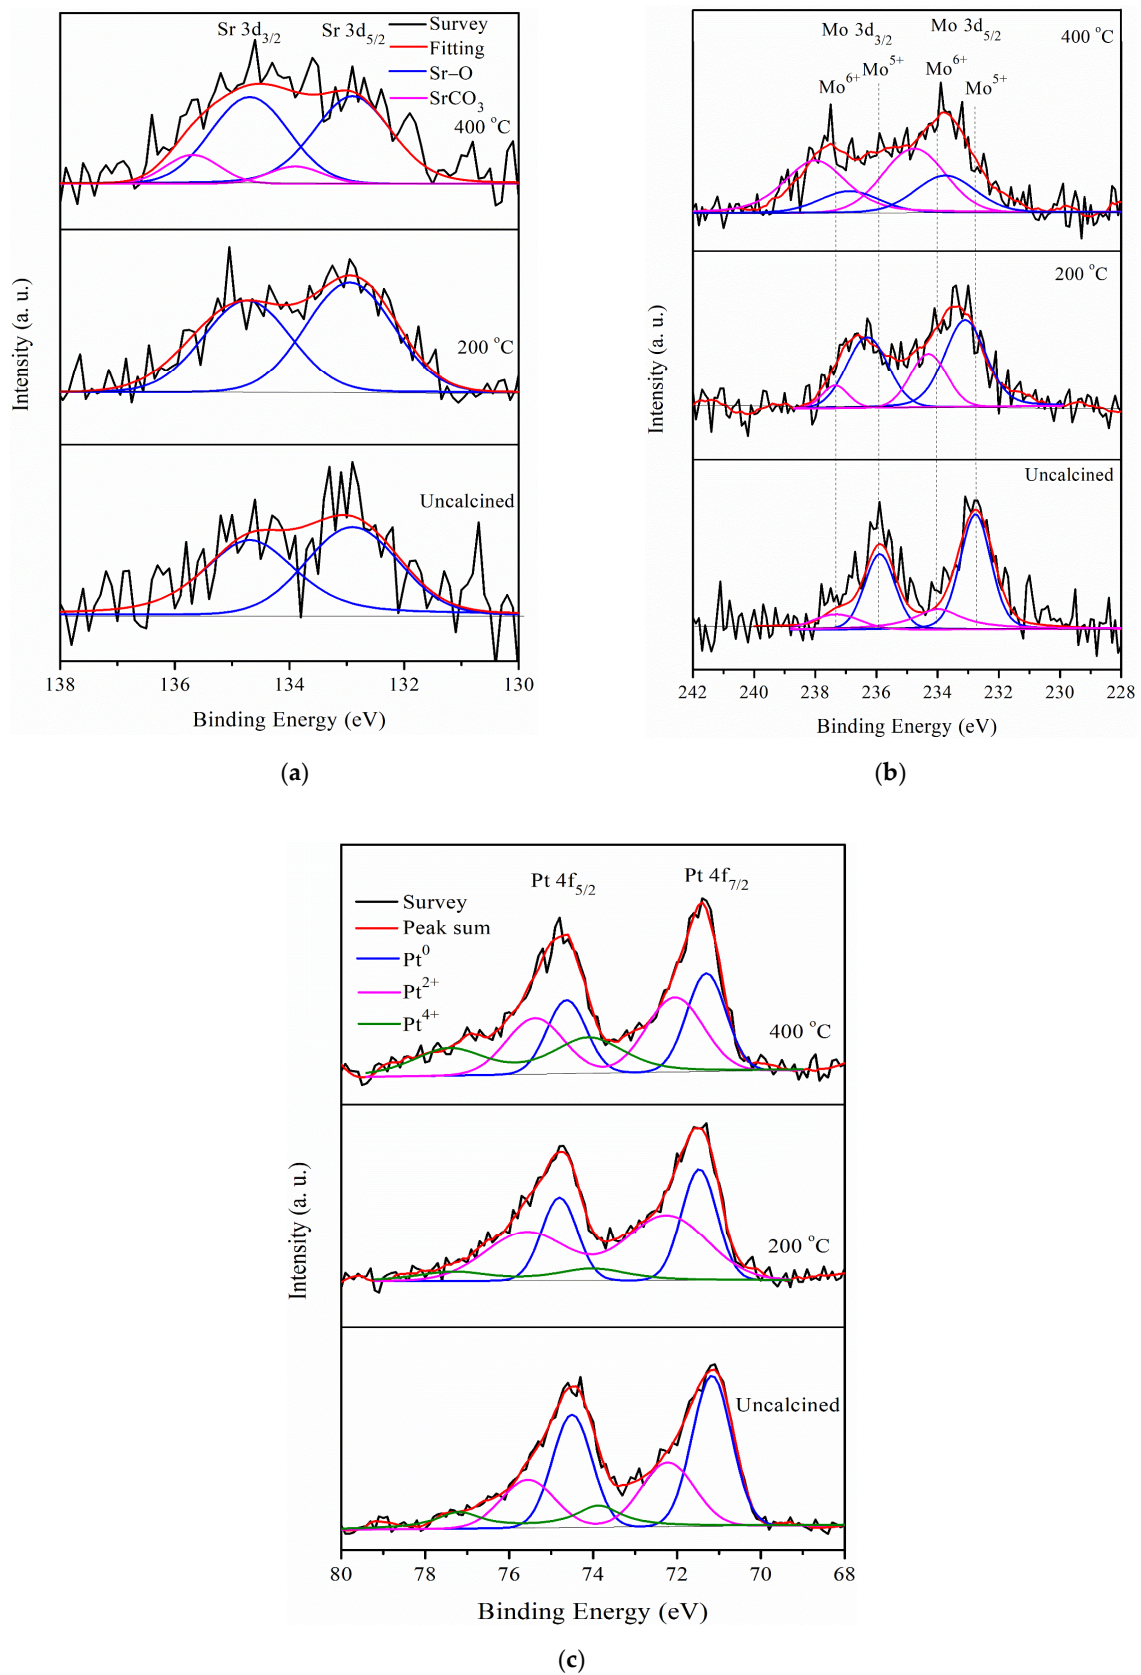 Sr 3d3/2 Sr 3d5/2
Survey
Fitting
Sr–O
SrCO3
400 °C
200 °C
Uncalcined
Intensity (a. u.)
138 136 134 132 130
Binding Energy (eV)
(a)
Mo 3d3/2 Mo 3d5/2
400 °C
Mo6+ Mo5+ Mo6+ Mo5+
200 °C
Uncalcined
Intensity (a. u.)
242 240 238 236 234 232 230 228
Binding Energy (eV)
(b)
Pt 4f5/2 Pt 4f7/2
Survey
Peak sum
Pt0
Pt2+
Pt4+
400 °C
200 °C
Uncalcined
Intensity (a. u.)
80 78 76 74 72 70 68
Binding Energy (eV)
(c)